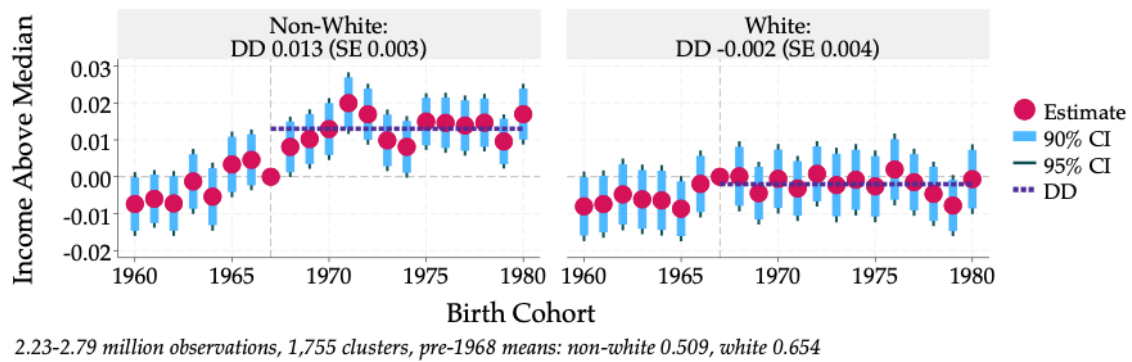 Non-White:
DD 0.013 (SE 0.003)
White:
DD -0.002 (SE 0.004)
Income Above Median
0.03
0.02
0.01
0.00
-0.01
-0.02
1960 1965 1970 1975 1980
1960 1965 1970 1975 1980
Birth Cohort
Estimate
90% CI
95% CI
DD
2.23-2.79 million observations, 1,755 clusters, pre-1968 means: non-white 0.509, white 0.654